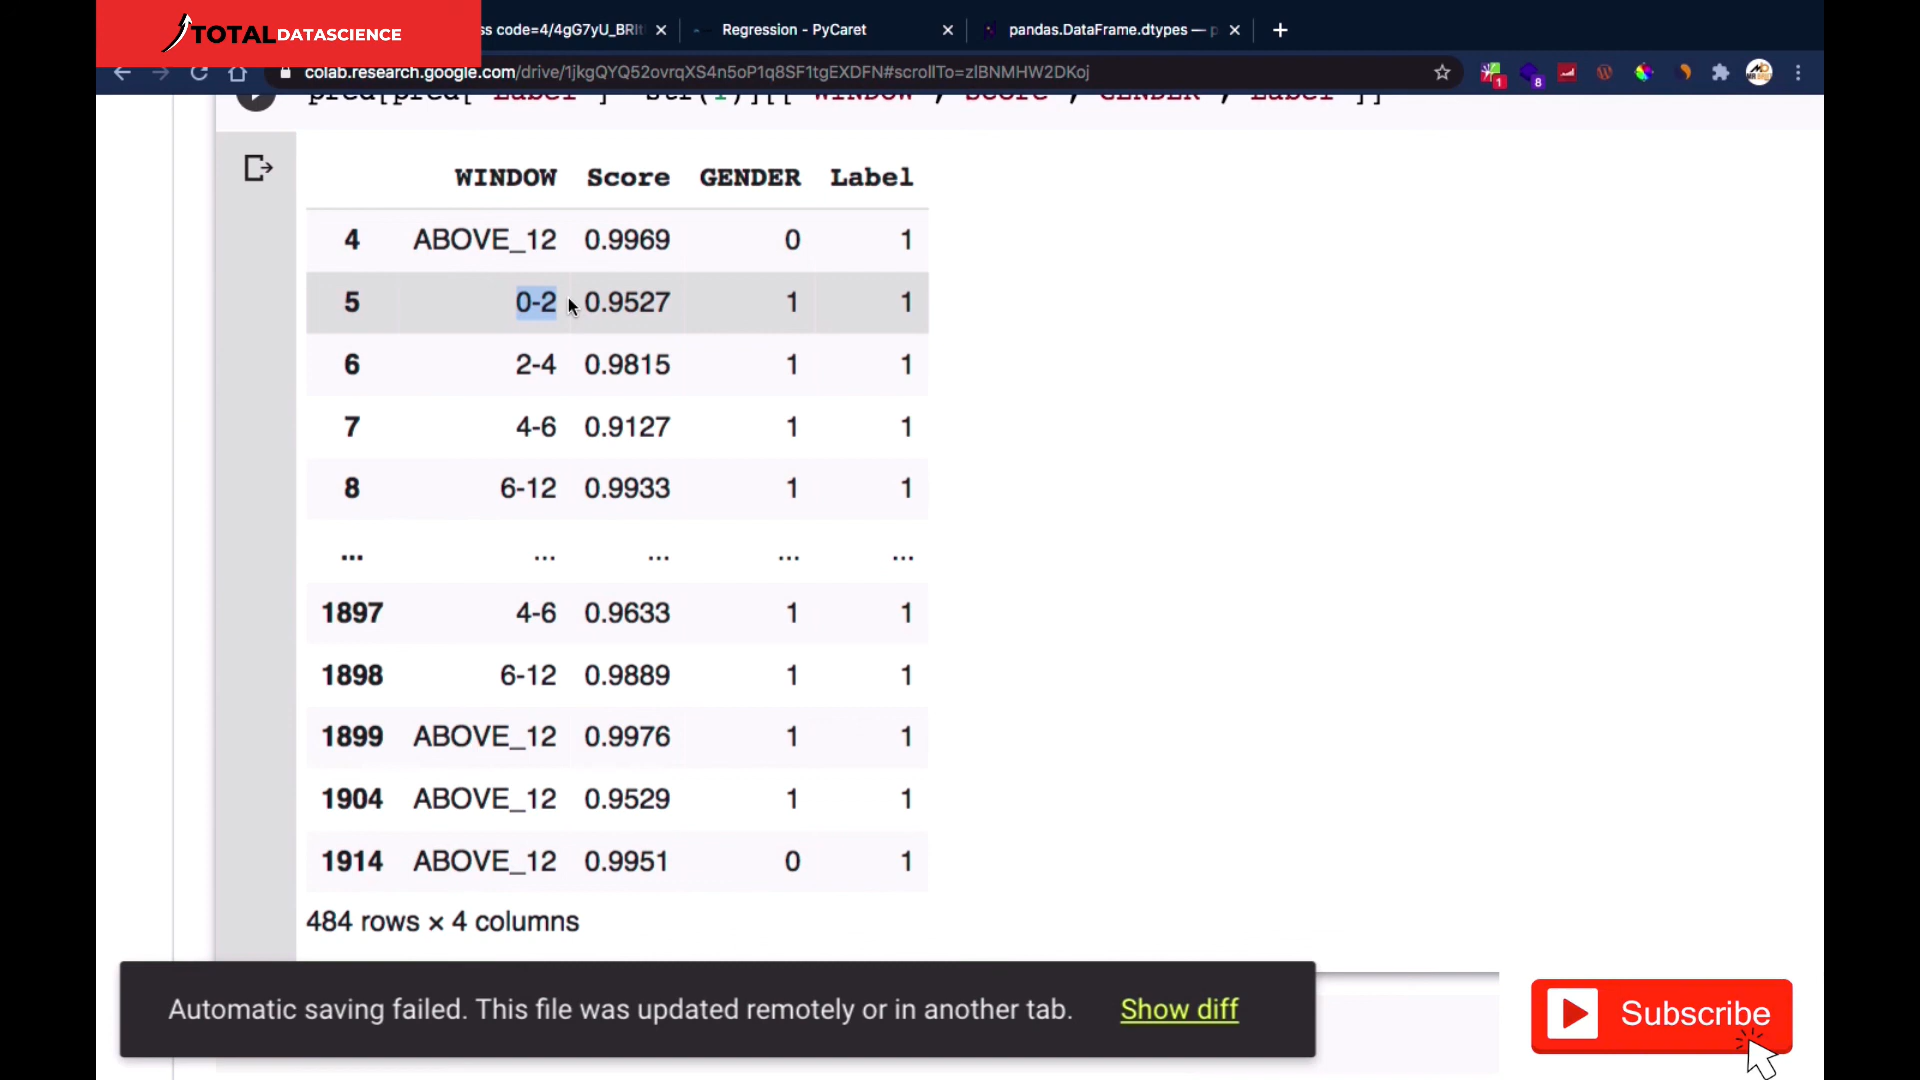 TOTAL DATASCIENCE
ss code=4/4gG7yU_BRIt
Regression - PyCaret
pandas.DataFrame.dtypes — p
colab.research.google.com/drive/1jkgQYQ52ovrqXS4n5oP1q8SF1tgEXDFN#scrollTo=zlBNMHW2DKoj
1
8
WINDOW Score GENDER Label
4 ABOVE_12 0.9969 0 1
5 0-2 0.9527 1 1
6 2-4 0.9815 1 1
7 4-6 0.9127 1 1
8 6-12 0.9933 1 1
... ... ... ... ...
1897 4-6 0.9633 1 1
1898 6-12 0.9889 1 1
1899 ABOVE_12 0.9976 1 1
1904 ABOVE_12 0.9529 1 1
1914 ABOVE_12 0.9951 0 1
484 rows × 4 columns
Automatic saving failed. This file was updated remotely or in another tab. Show diff
Subscribe